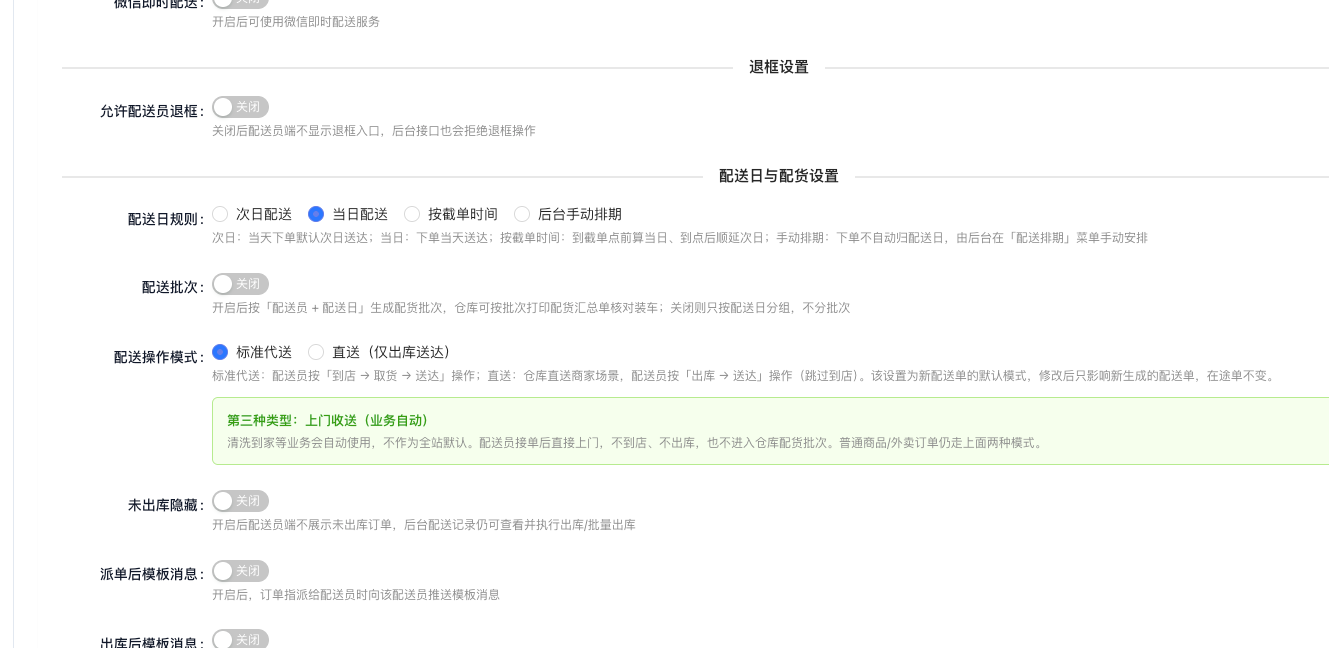 微信即时配送： 关闭
开启后可使用微信即时配送服务
退框设置
允许配送员退框： 关闭
关闭后配送员端不显示退框入口，后台接口也会拒绝退框操作
配送日与配货设置
配送日规则： 次日配送 当日配送 按截单时间 后台手动排期
次日：当天下单默认次日送达；当日：下单当天送达；按截单时间：到截单点前算当日、到点后顺延次日；手动排期：下单不自动归配送日，由后台在「配送排期」菜单手动安排
配送批次： 关闭
开启后按「配送员 + 配送日」生成配货批次，仓库可按批次打印配货汇总单核对装车；关闭则只按配送日分组，不分批次
配送操作模式： 标准代送 直送（仅出库送达）
标准代送：配送员按「到店 → 取货 → 送达」操作；直送：仓库直送商家场景，配送员按「出库 → 送达」操作（跳过到店）。该设置为新配送单的默认模式，修改后只影响新生成的配送单，在途单不变。
第三种类型：上门收送（业务自动）
清洗到家等业务会自动使用，不作为全站默认。配送员接单后直接上门，不到店、不出库，也不进入仓库配货批次。普通商品/外卖订单仍走上面两种模式。
未出库隐藏： 关闭
开启后配送员端不展示未出库订单，后台配送记录仍可查看并执行出库/批量出库
派单后模板消息： 关闭
开启后，订单指派给配送员时向该配送员推送模板消息
出库后模板消息： 关闭